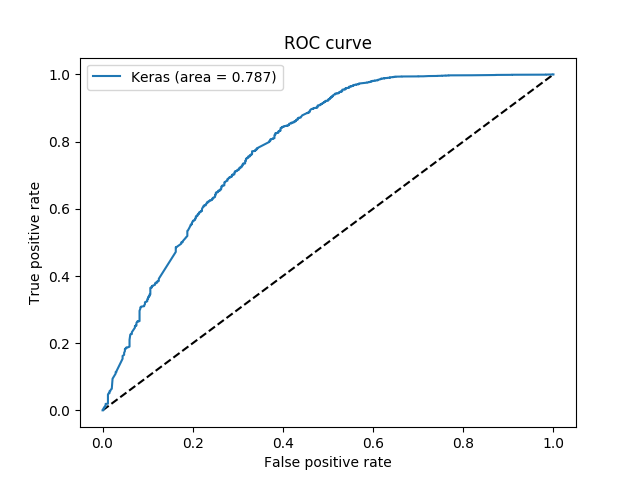 ROC curve
Keras (area = 0.787)
1.0
0.8
0.6
0.4
0.2
0.0
True positive rate
0.0 0.2 0.4 0.6 0.8 1.0
False positive rate